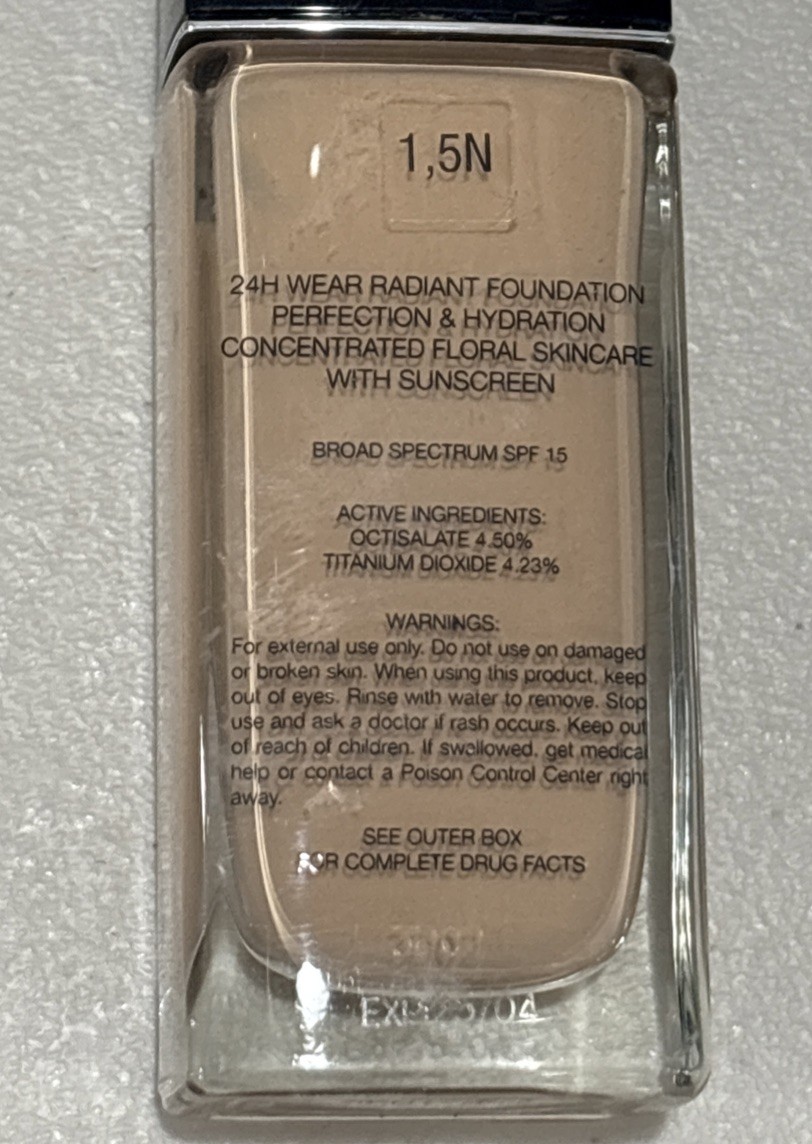 1,5N
24H WEAR RADIANT FOUNDATION
PERFECTION & HYDRATION
CONCENTRATED FLORAL SKINCARE
WITH SUNSCREEN
BROAD SPECTRUM SPF 15
ACTIVE INGREDIENTS:
OCTISALATE 4.50%
TITANIUM DIOXIDE 4.23%
WARNINGS:
For external use only. Do not use on damaged
or broken skin. When using this product, keep
out of eyes. Rinse with water to remove. Stop
use and ask a doctor if rash occurs. Keep out
of reach of children. If swallowed, get medical
help or contact a Poison Control Center right
away.
SEE OUTER BOX
FOR COMPLETE DRUG FACTS